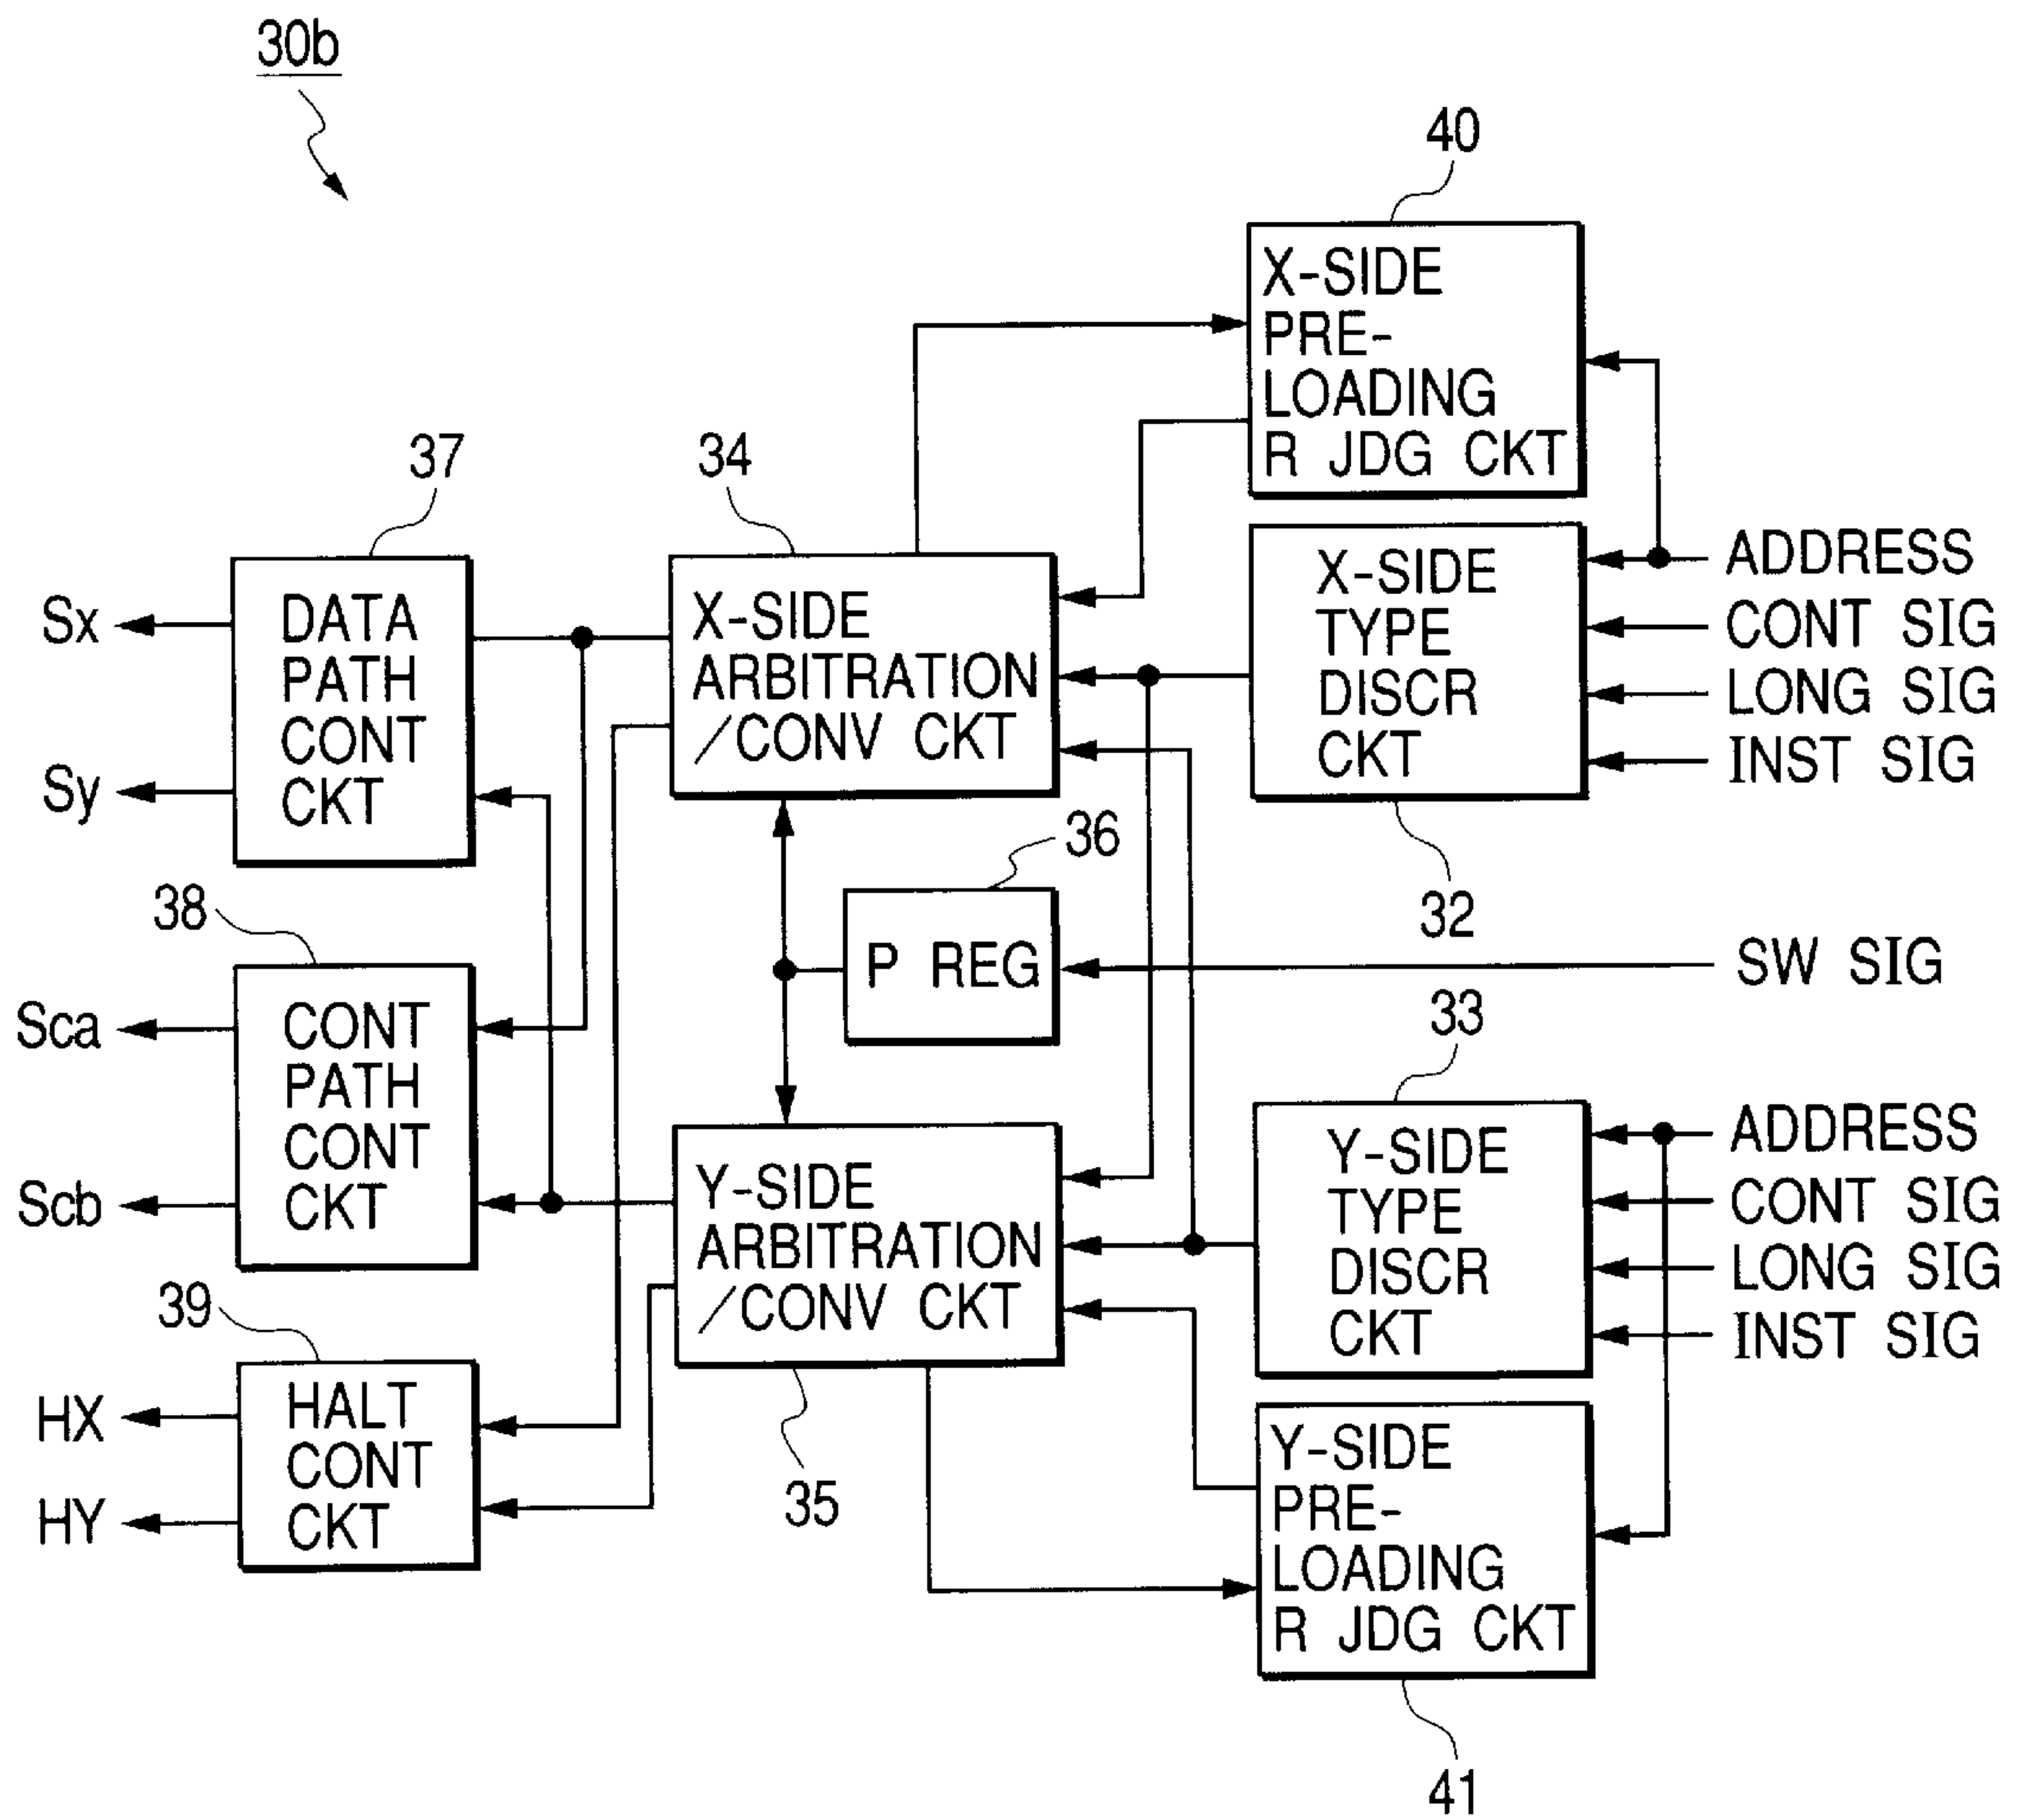 30b
40
X-SIDE
PRE-
LOADING
R JDG CKT
37
34
DATA
PATH
CONT
CKT
Sx
Sy
X-SIDE
ARBITRATION
/CONV CKT
X-SIDE
TYPE
DISCR
CKT
ADDRESS
CONT SIG
LONG SIG
INST SIG
36
32
38
P REG
SW SIG
33
CONT
PATH
CONT
CKT
Sca
Scb
Y-SIDE
ARBITRATION
/CONV CKT
Y-SIDE
TYPE
DISCR
CKT
ADDRESS
CONT SIG
LONG SIG
INST SIG
39
HALT
CONT
CKT
HX
HY
35
Y-SIDE
PRE-
LOADING
R JDG CKT
41